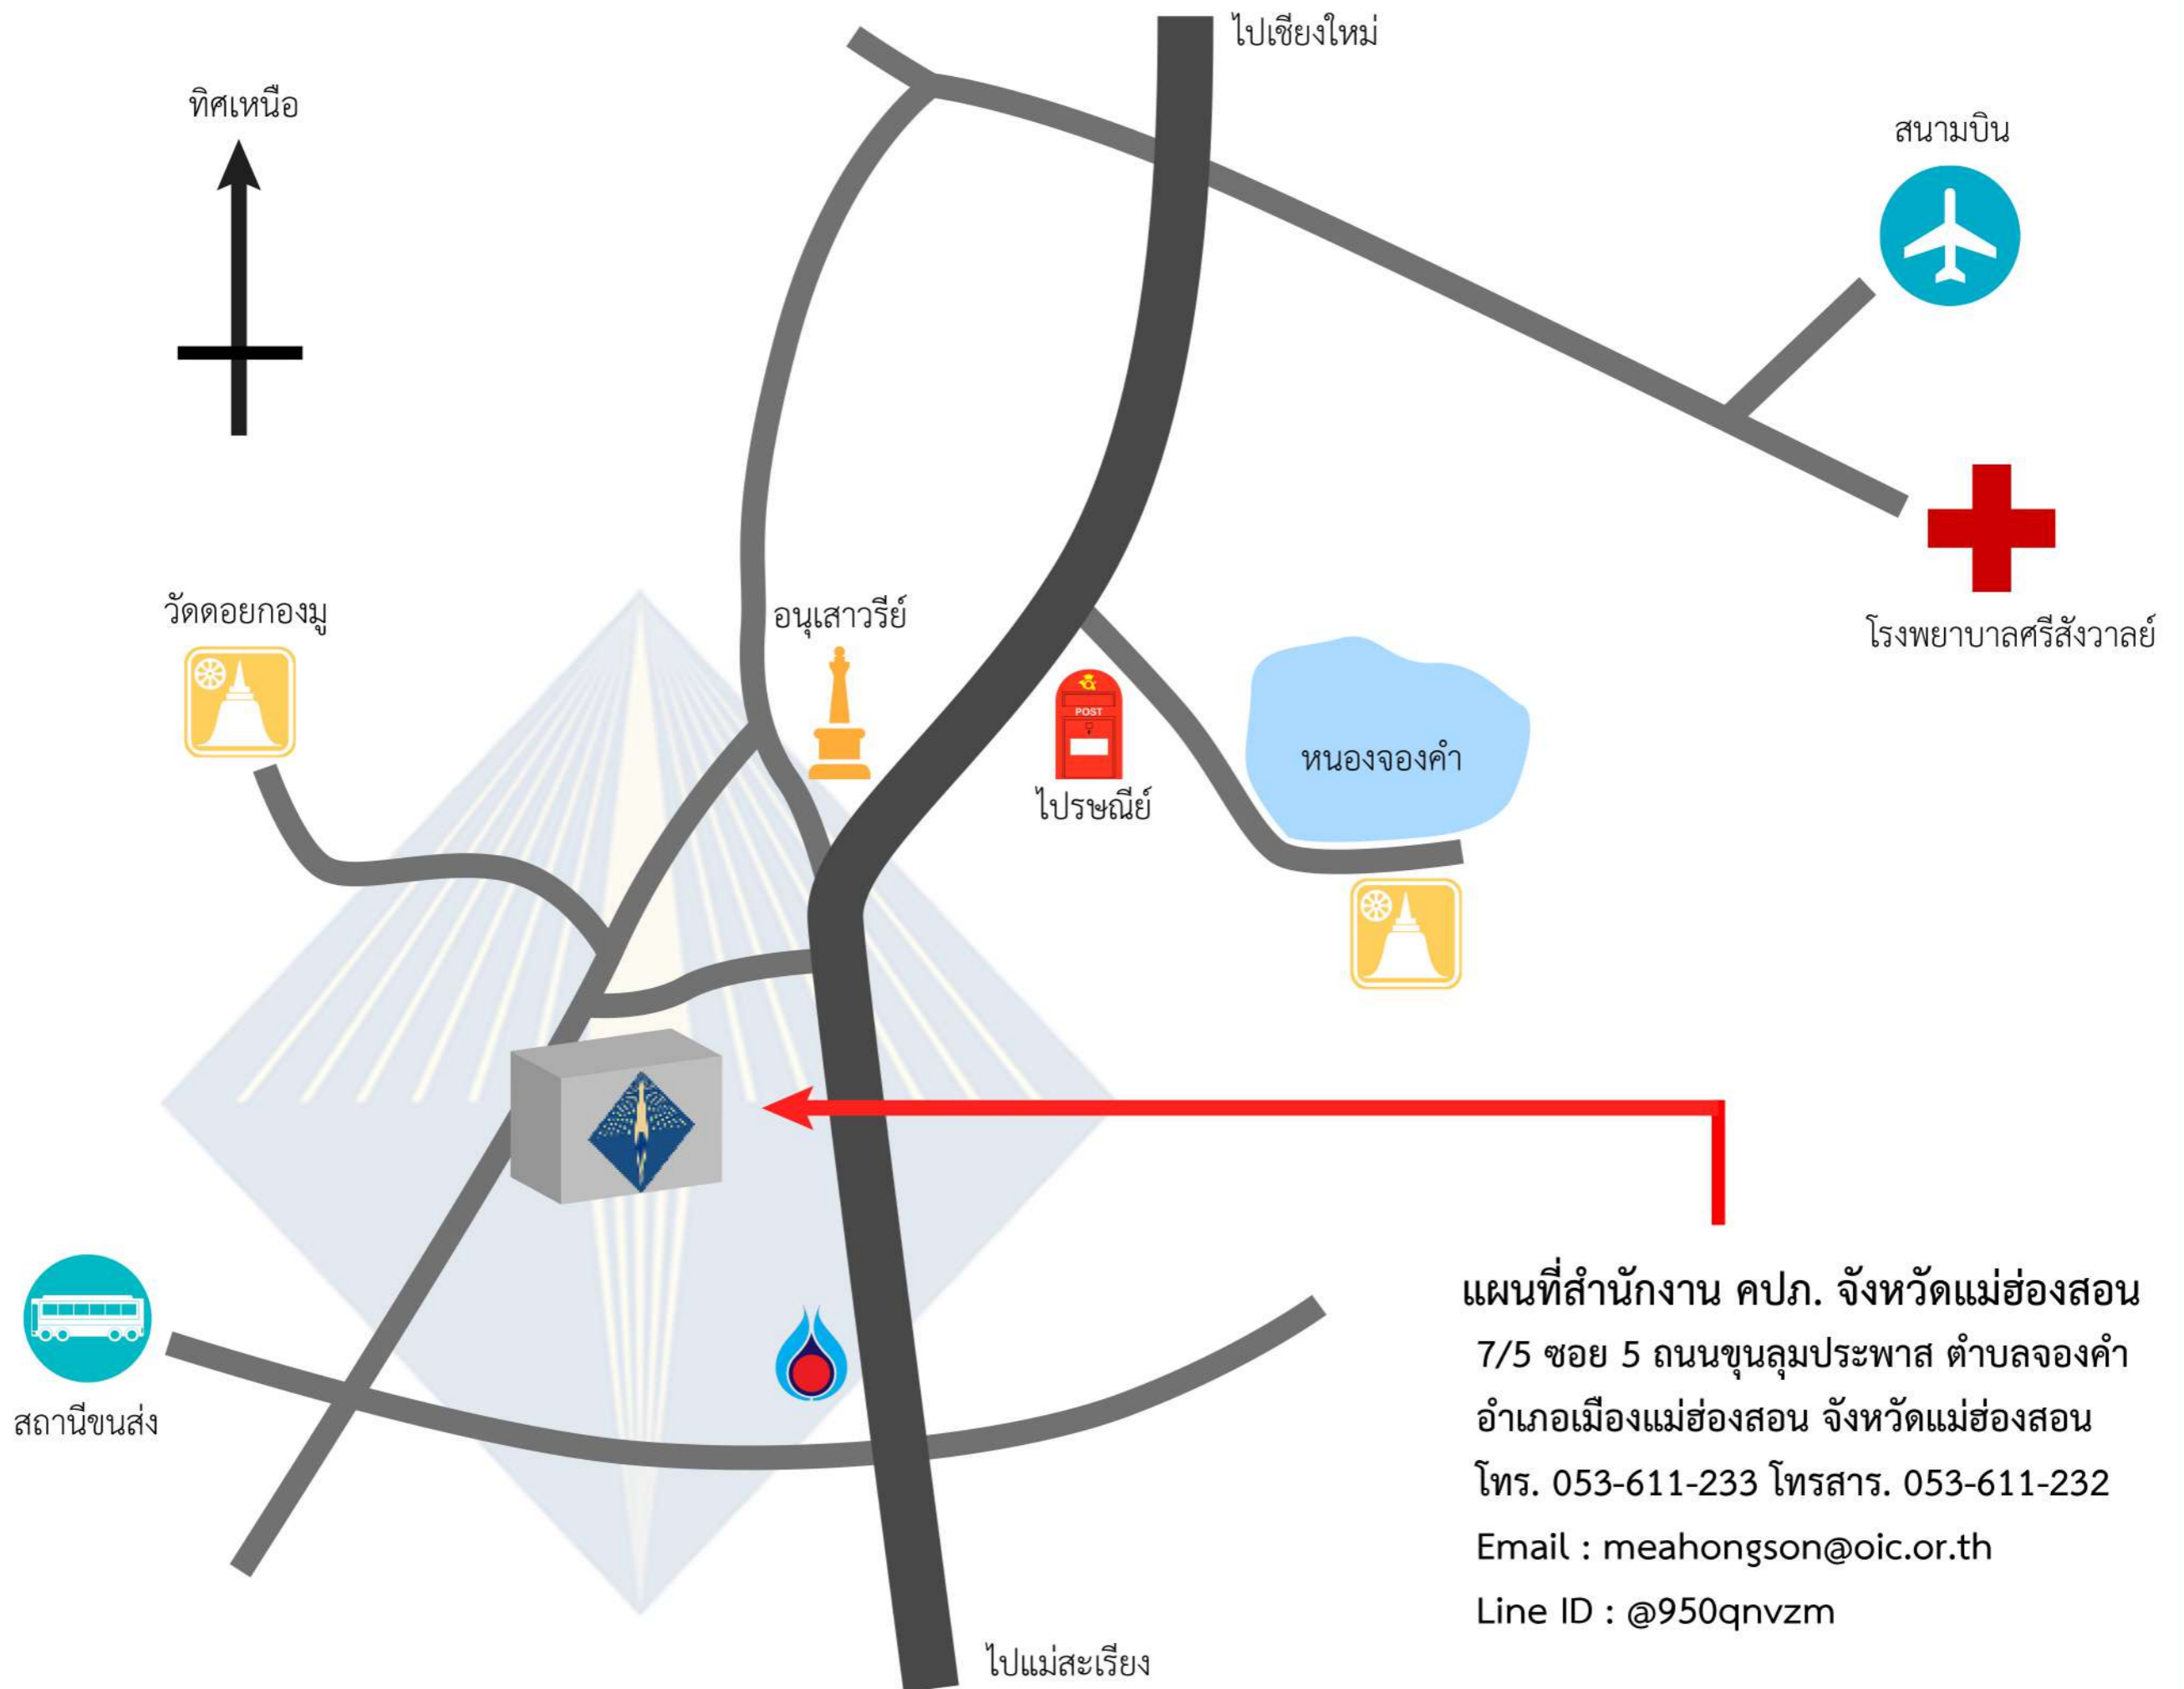 ไปเชียงใหม่
ทิศเหนือ
สนามบิน
วัดดอยกองมู
อนุเสาวรีย์
โรงพยาบาลศรีสังวาลย์
POST
หนองจองคำ
ไปรษณีย์
สถานีขนส่ง
แผนที่สำนักงาน คปภ. จังหวัดแม่ฮ่องสอน
7/5 ซอย 5 ถนนขุนลุมประพาส ตำบลจองคำ
อำเภอเมืองแม่ฮ่องสอน จังหวัดแม่ฮ่องสอน
โทร. 053-611-233 โทรสาร. 053-611-232
Email : meahongson@oic.or.th
Line ID : @950qnvzm
ไปแม่สะเรียง